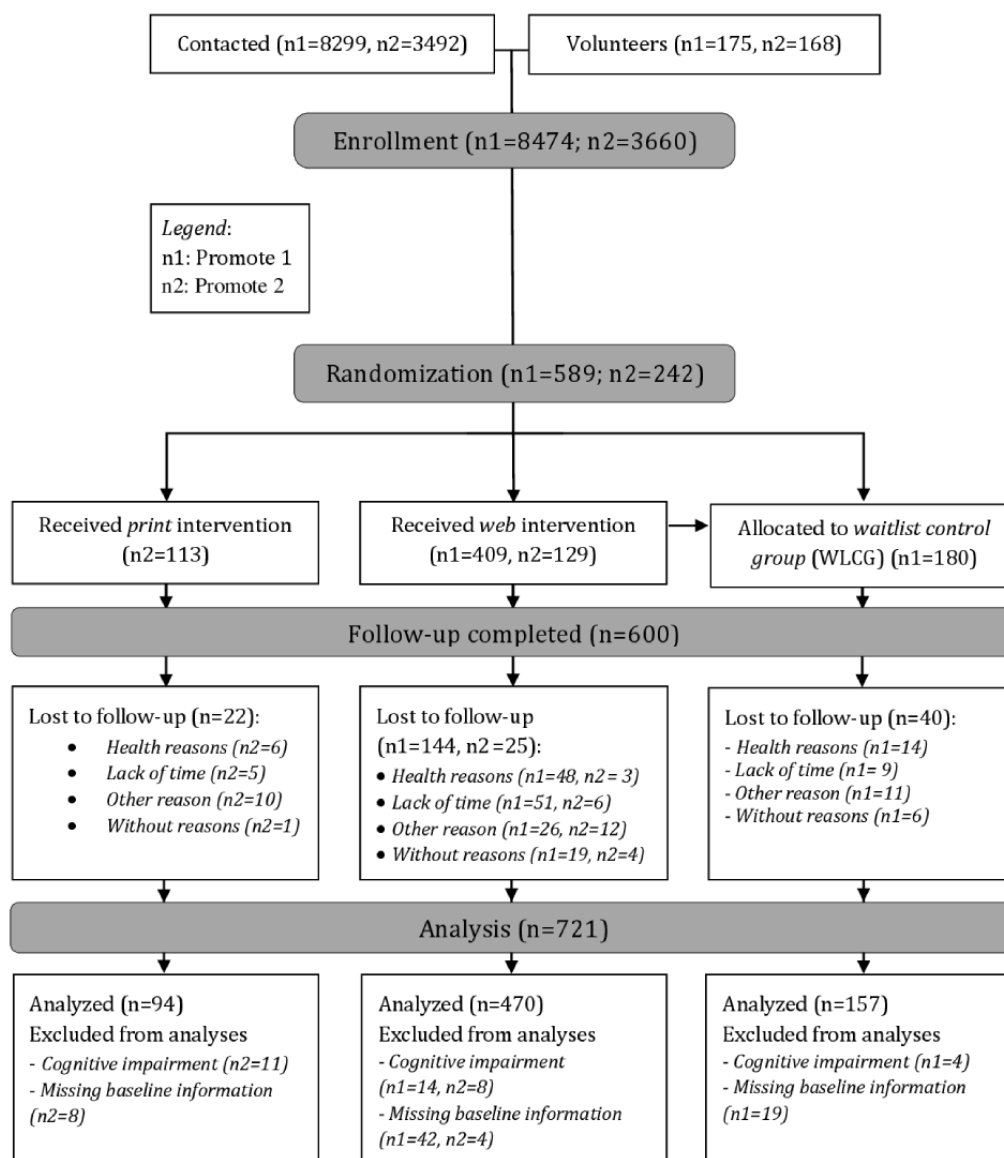 Contacted (n1=8299, n2=3492)
Volunteers (n1=175, n2=168)
Enrollment (n1=8474; n2=3660)
Legend:
n1: Promote 1
n2: Promote 2
Randomization (n1=589; n2=242)
Received print intervention
(n2=113)
Received web intervention
(n1=409, n2=129)
Allocated to waitlist control
group (WLCG) (n1=180)
Follow-up completed (n=600)
Lost to follow-up (n=22):
● Health reasons (n2=6)
● Lack of time (n2=5)
● Other reason (n2=10)
● Without reasons (n2=1)
Lost to follow-up
(n1=144, n2=25):
● Health reasons (n1=48, n2= 3)
● Lack of time (n1=51, n2=6)
● Other reason (n1=26, n2=12)
● Without reasons (n1=19, n2=4)
Lost to follow-up (n=40):
- Health reasons (n1=14)
- Lack of time (n1= 9)
- Other reason (n1=11)
- Without reasons (n1=6)
Analysis (n=721)
Analyzed (n=94)
Excluded from analyses
- Cognitive impairment (n2=11)
- Missing baseline information
(n2=8)
Analyzed (n=470)
Excluded from analyses
- Cognitive impairment
(n1=14, n2=8)
- Missing baseline information
(n1=42, n2=4)
Analyzed (n=157)
Excluded from analyses
- Cognitive impairment (n1=4)
- Missing baseline information
(n1=19)